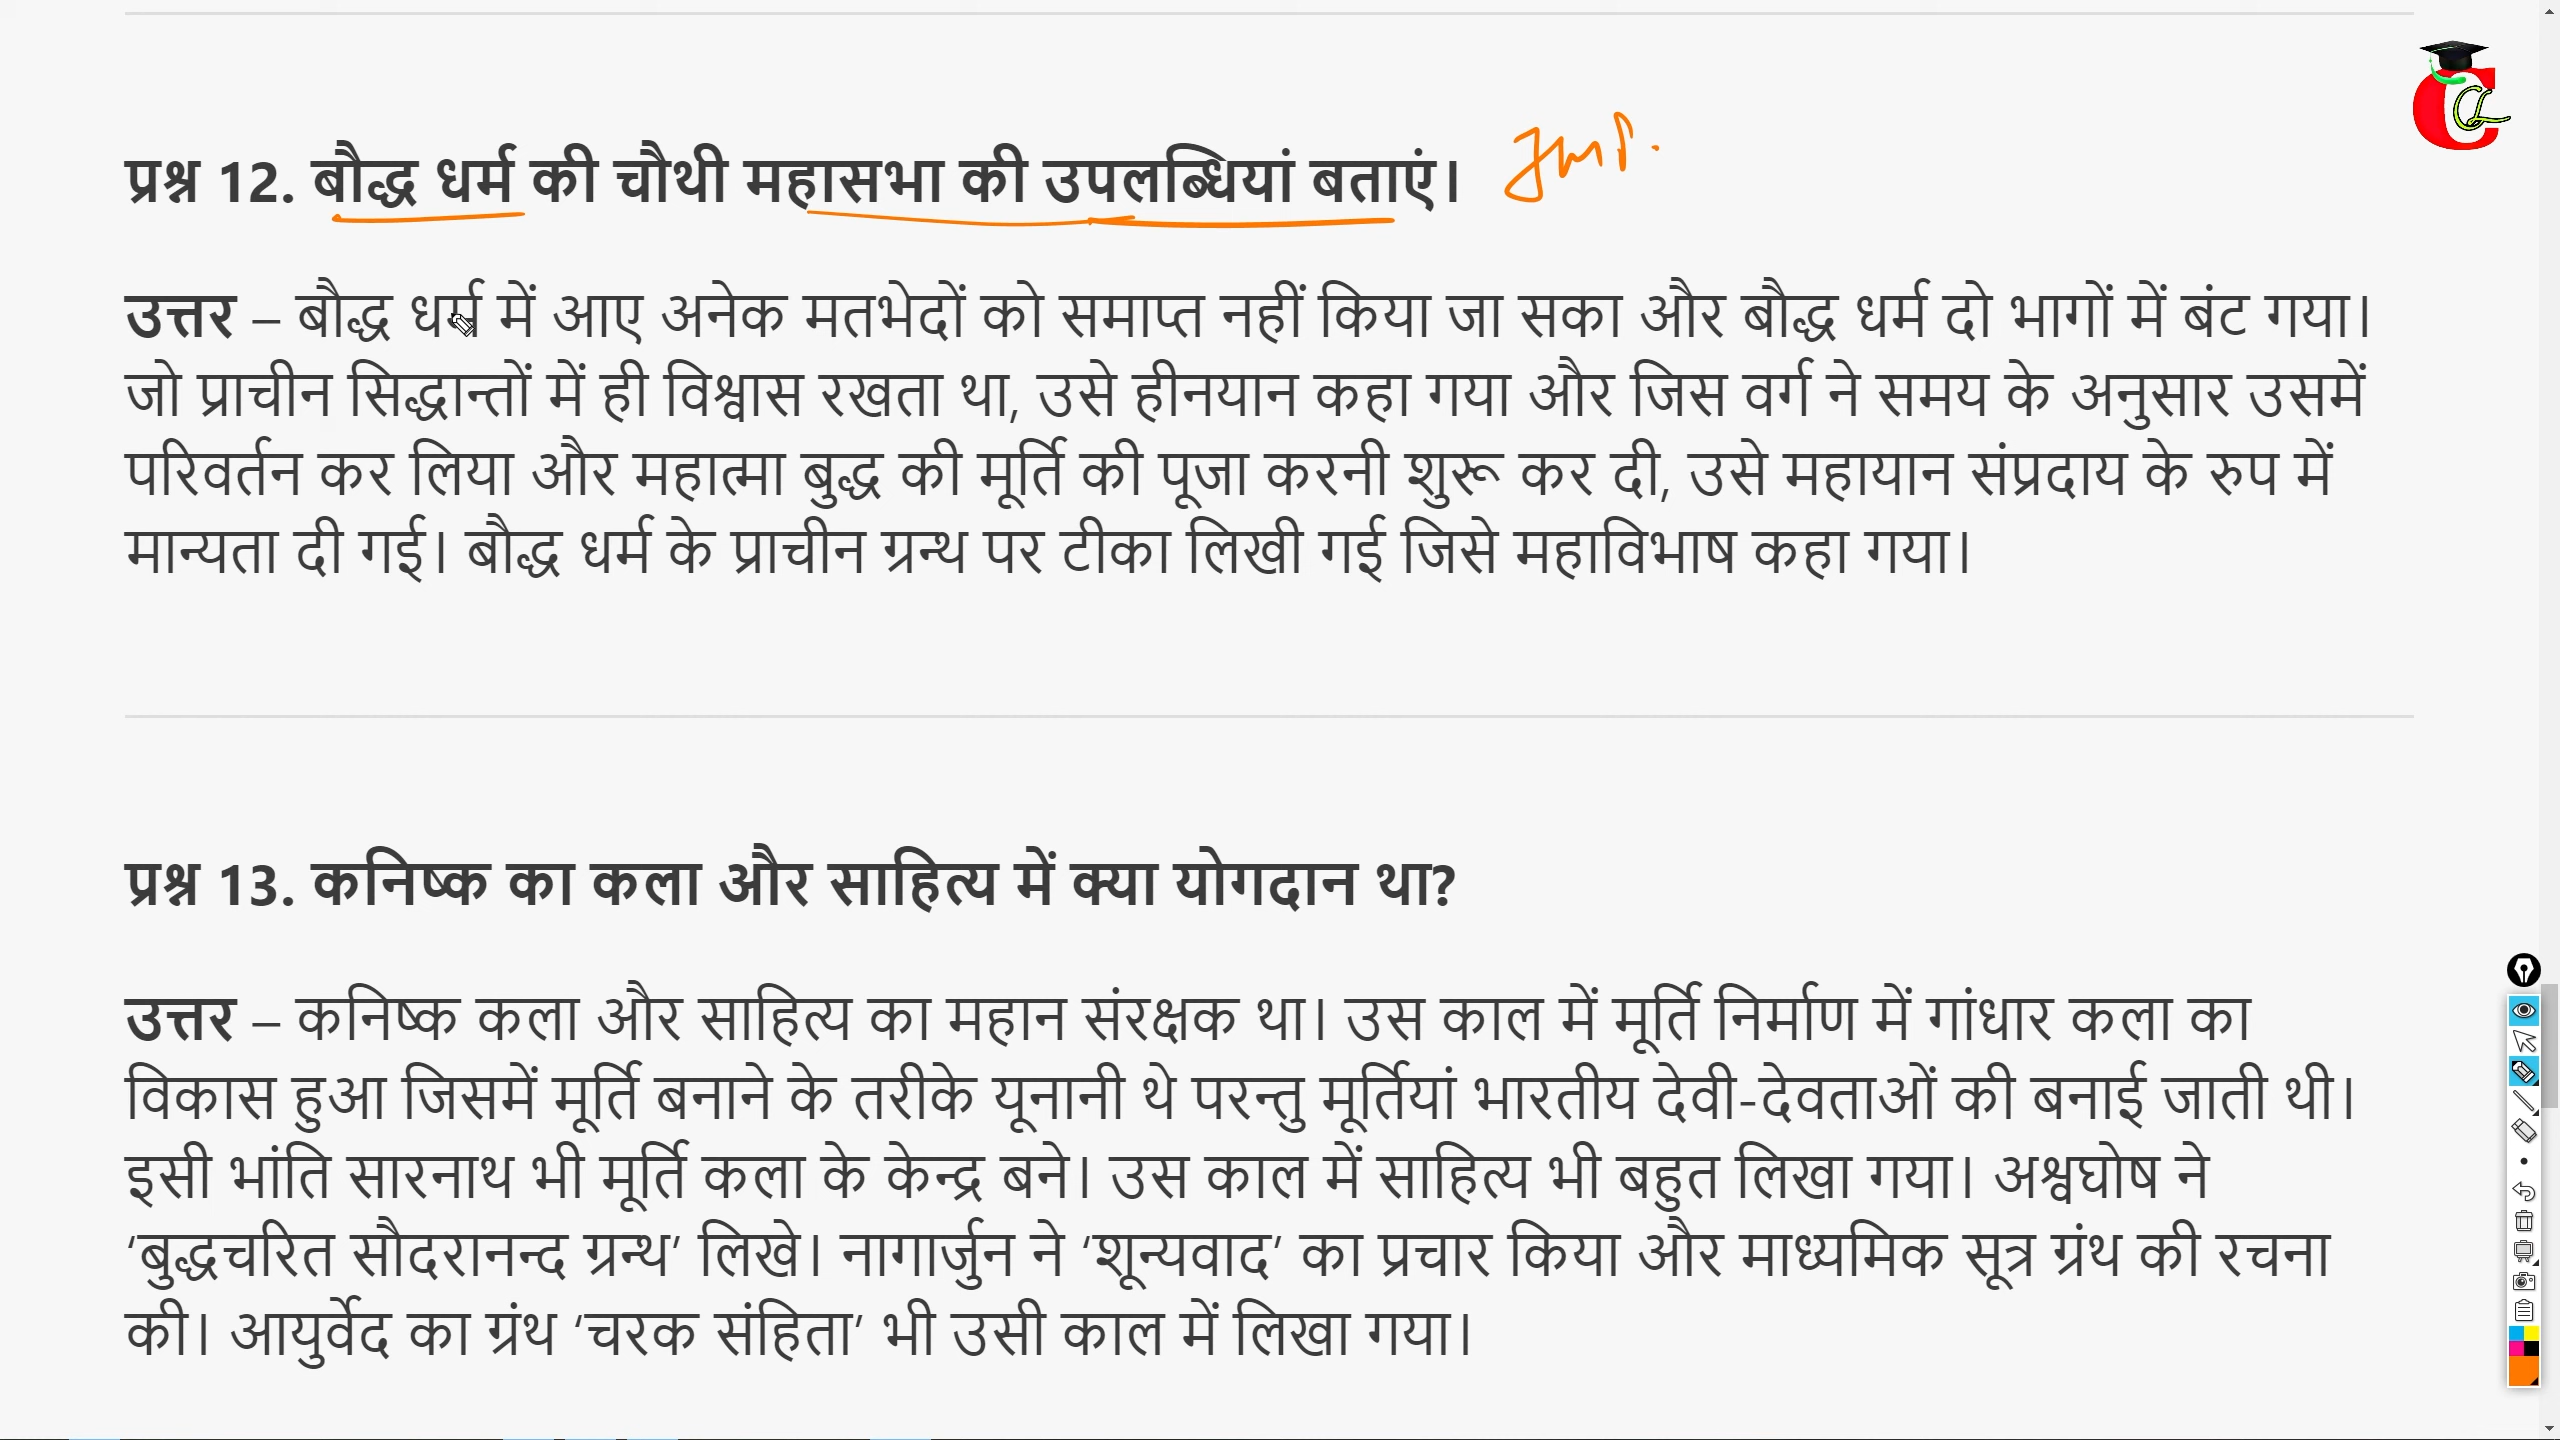 प्रश्न 12. बौद्ध धर्म की चौथी महासभा की उपलब्धियां बताएं। Imp.
उत्तर – बौद्ध धर्म में आए अनेक मतभेदों को समाप्त नहीं किया जा सका और बौद्ध धर्म दो भागों में बंट गया।
जो प्राचीन सिद्धान्तों में ही विश्वास रखता था, उसे हीनयान कहा गया और जिस वर्ग ने समय के अनुसार उसमें
परिवर्तन कर लिया और महात्मा बुद्ध की मूर्ति की पूजा करनी शुरू कर दी, उसे महायान संप्रदाय के रुप में
मान्यता दी गई। बौद्ध धर्म के प्राचीन ग्रन्थ पर टीका लिखी गई जिसे महाविभाष कहा गया।
प्रश्न 13. कनिष्क का कला और साहित्य में क्या योगदान था?
उत्तर – कनिष्क कला और साहित्य का महान संरक्षक था। उस काल में मूर्ति निर्माण में गांधार कला का
विकास हुआ जिसमें मूर्ति बनाने के तरीके यूनानी थे परन्तु मूर्तियां भारतीय देवी-देवताओं की बनाई जाती थी।
इसी भांति सारनाथ भी मूर्ति कला के केन्द्र बने। उस काल में साहित्य भी बहुत लिखा गया। अश्वघोष ने
‘बुद्धचरित सौदरानन्द ग्रन्थ’ लिखे। नागार्जुन ने ‘शून्यवाद’ का प्रचार किया और माध्यमिक सूत्र ग्रंथ की रचना
की। आयुर्वेद का ग्रंथ ‘चरक संहिता’ भी उसी काल में लिखा गया।